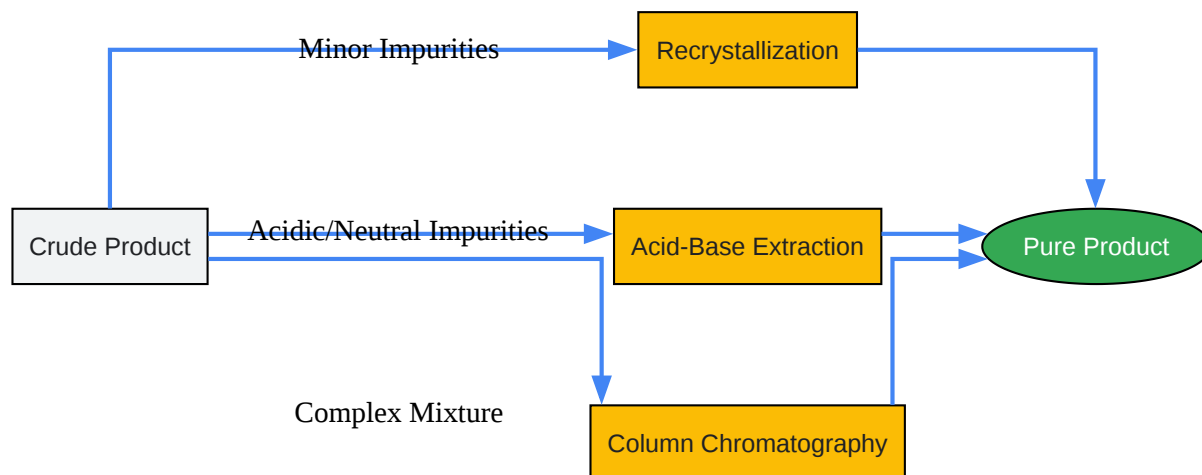 Minor Impurities
Recrystallization
Crude Product
Acidic/Neutral Impurities
Acid-Base Extraction
Pure Product
Complex Mixture
Column Chromatography